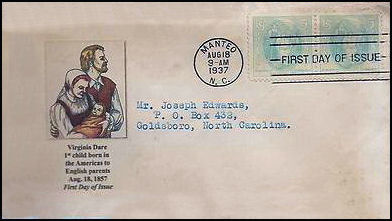 MANTEO
AUG 18
9-AM
1937
N. C.
FIRST DAY OF ISSUE
Mr. Joseph Edwards,
P. O. Box 438,
Goldsboro, North Carolina.
Virginia Dare
1st child born in
the Americas to
English parents
Aug. 18, 1857
First Day of Issue